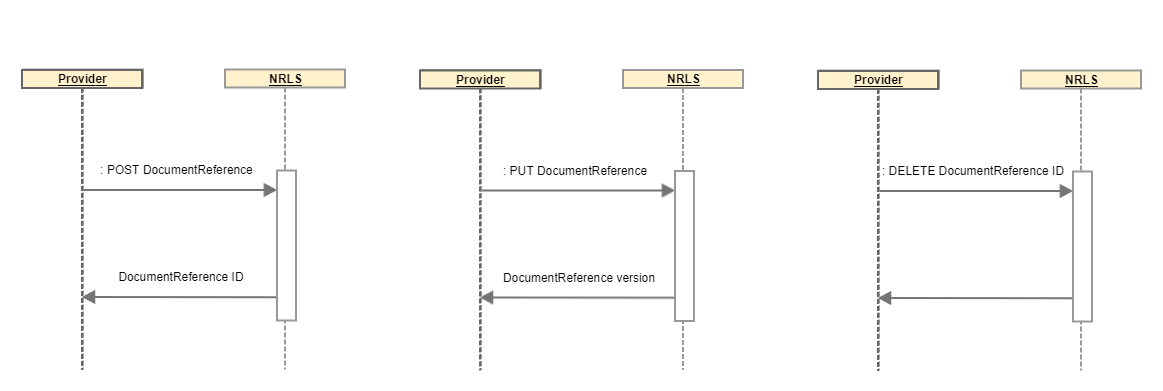 Provider
NRLS
: POST DocumentReference
DocumentReference ID
Provider
NRLS
: PUT DocumentReference
DocumentReference version
Provider
NRLS
: DELETE DocumentReference ID